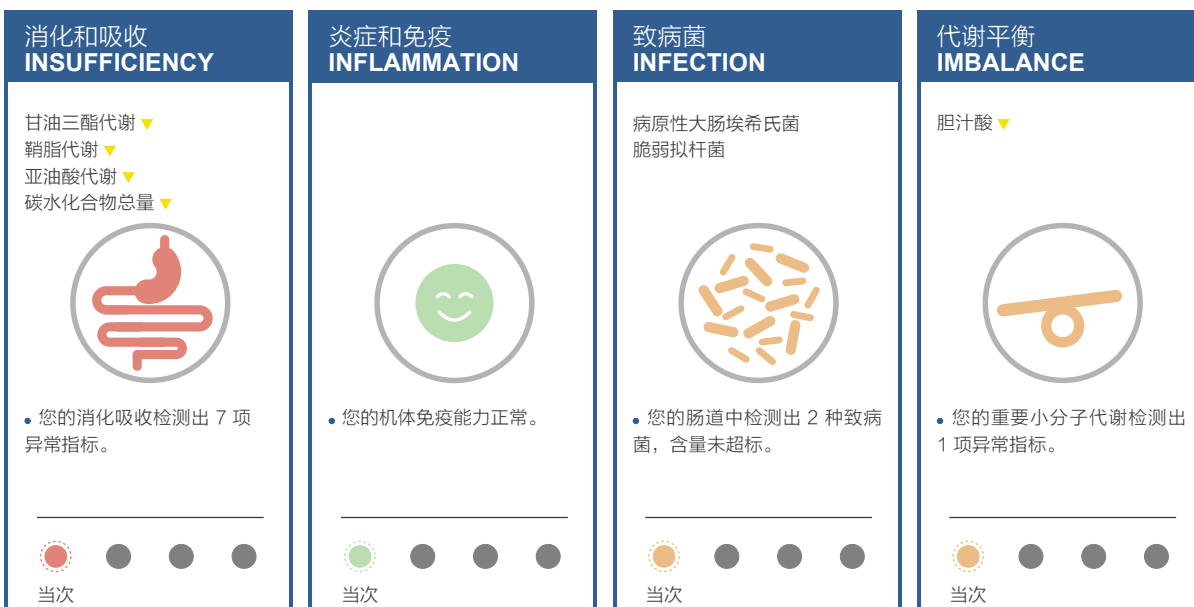 消化和吸收
INSUFFICIENCY
甘油三酯代谢 ▼
鞘脂代谢 ▼
亚油酸代谢 ▼
碳水化合物总量 ▼
• 您的消化吸收检测出 7 项
异常指标。
当次
炎症和免疫
INFLAMMATION
• 您的机体免疫能力正常。
当次
致病菌
INFECTION
病原性大肠埃希氏菌
脆弱拟杆菌
• 您的肠道中检测出 2 种致病
菌，含量未超标。
当次
代谢平衡
IMBALANCE
胆汁酸 ▼
• 您的重要小分子代谢检测出
1 项异常指标。
当次